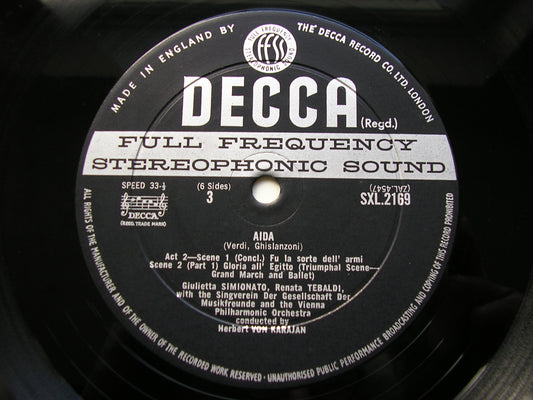 MADE IN ENGLAND BY THE DECCA RECORD CO. LTD. LONDON
FULL FREQUENCY
ffss
STEREOPHONIC SOUND
DECCA
(Regd.)
FULL FREQUENCY
STEREOPHONIC SOUND
SPEED 33-⅓ (6 Sides) (ZAL.4547)
3 SXL.2169
DECCA
(REGD. TRADE MARK)
AIDA
(Verdi, Ghislanzoni)
Act 2—Scene 1 (Concl.) Fu la sorte dell' armi
Scene 2 (Part 1) Gloria all' Egitto (Triumphal Scene—
Grand March and Ballet)
Giulietta SIMIONATO, Renata TEBALDI,
with the Singverein Der Gesellschaft Der
Musikfreunde and the Vienna
Philharmonic Orchestra
conducted by
Herbert VON KARAJAN
ALL RIGHTS OF THE MANUFACTURER AND OF THE OWNER OF THE RECORDED WORK RESERVED · UNAUTHORISED PUBLIC PERFORMANCE BROADCASTING AND COPYING OF THIS RECORD PROHIBITED